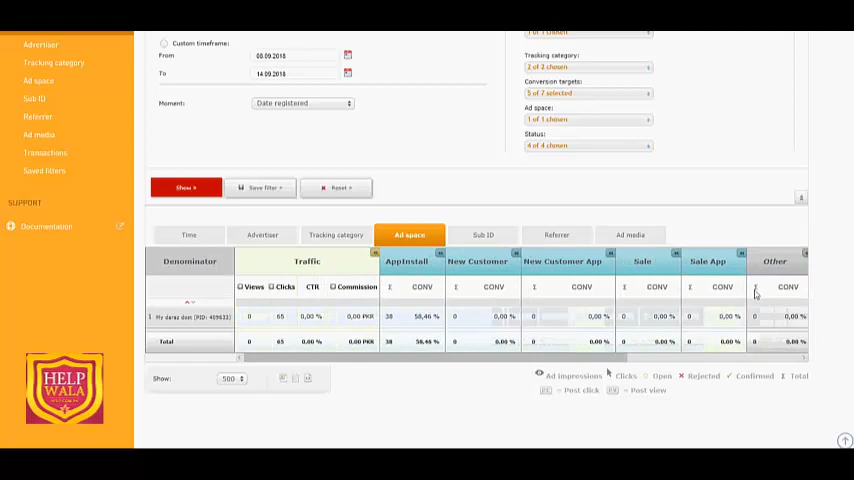 Advertiser
Tracking category
Ad space
Sub ID
Referrer
Ad media
Transactions
Saved filters
SUPPORT
Documentation
HELP
WALA
Custom timeframe:
From 08.09.2018
To 14.09.2018
Moment: Date registered
Tracking category:
2 of 2 chosen
Conversion targets:
5 of 7 selected
Ad space:
1 of 1 chosen
Status:
4 of 4 chosen
Show » Save filter » Reset »
Time Advertiser Tracking category Ad space Sub ID Referrer Ad media
Denominator Traffic AppInstall New Customer New Customer App Sale Sale App Other
Views Clicks CTR Commission Σ CONV Σ CONV Σ CONV Σ CONV Σ CONV Σ CONV
1 My daraz dost (PID: 409633) 0 65 0,00 % 0,00 PKR 38 58,46 % 0 0,00 % 0 0,00 % 0 0,00 % 0 0,00 % 0 0,00 %
Total 0 65 0,00 % 0,00 PKR 38 58,46 % 0 0,00 % 0 0,00 % 0 0,00 % 0 0,00 % 0 0,00 %
Show: 500
Ad Impressions Clicks Open Rejected Confirmed Σ Total
= Post click = Post view